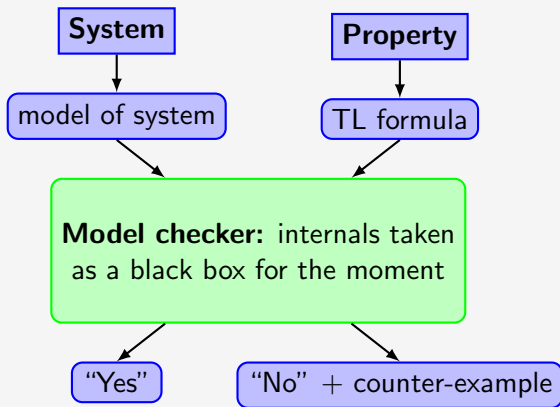 System
Property
model of system
TL formula
Model checker: internals taken
as a black box for the moment
“Yes”
“No” + counter-example